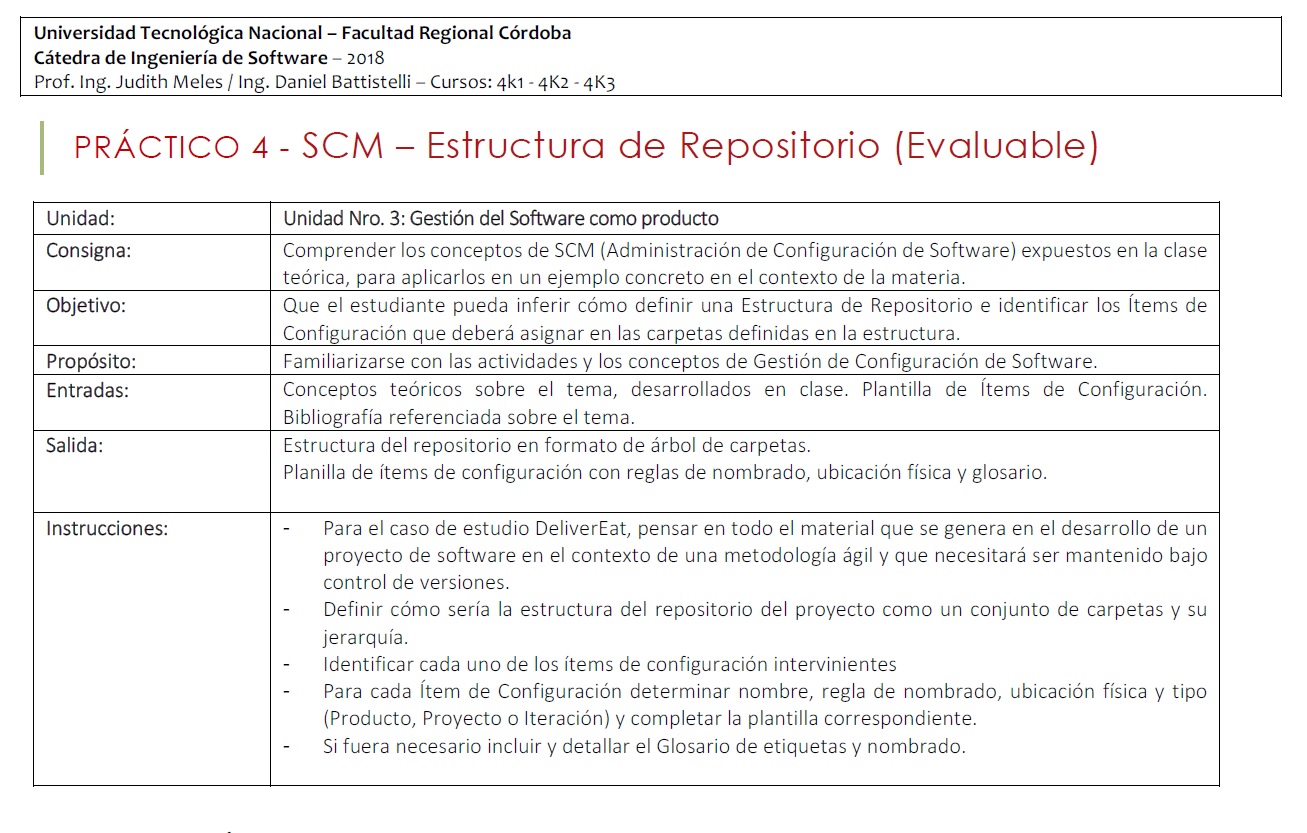 Universidad Tecnológica Nacional – Facultad Regional Córdoba
Cátedra de Ingeniería de Software – 2018
Prof. Ing. Judith Meles / Ing. Daniel Battistelli – Cursos: 4k1 - 4K2 - 4K3
PRÁCTICO 4 - SCM – Estructura de Repositorio (Evaluable)
Unidad: Unidad Nro. 3: Gestión del Software como producto
Consigna: Comprender los conceptos de SCM (Administración de Configuración de Software) expuestos en la clase
teórica, para aplicarlos en un ejemplo concreto en el contexto de la materia.
Objetivo: Que el estudiante pueda inferir cómo definir una Estructura de Repositorio e identificar los Ítems de
Configuración que deberá asignar en las carpetas definidas en la estructura.
Propósito: Familiarizarse con las actividades y los conceptos de Gestión de Configuración de Software.
Entradas: Conceptos teóricos sobre el tema, desarrollados en clase. Plantilla de Ítems de Configuración.
Bibliografía referenciada sobre el tema.
Salida: Estructura del repositorio en formato de árbol de carpetas.
Planilla de ítems de configuración con reglas de nombrado, ubicación física y glosario.
Instrucciones: - Para el caso de estudio DeliverEat, pensar en todo el material que se genera en el desarrollo de un
proyecto de software en el contexto de una metodología ágil y que necesitará ser mantenido bajo
control de versiones.
- Definir cómo sería la estructura del repositorio del proyecto como un conjunto de carpetas y su
jerarquía.
- Identificar cada uno de los ítems de configuración intervinientes
- Para cada Ítem de Configuración determinar nombre, regla de nombrado, ubicación física y tipo
(Producto, Proyecto o Iteración) y completar la plantilla correspondiente.
- Si fuera necesario incluir y detallar el Glosario de etiquetas y nombrado.